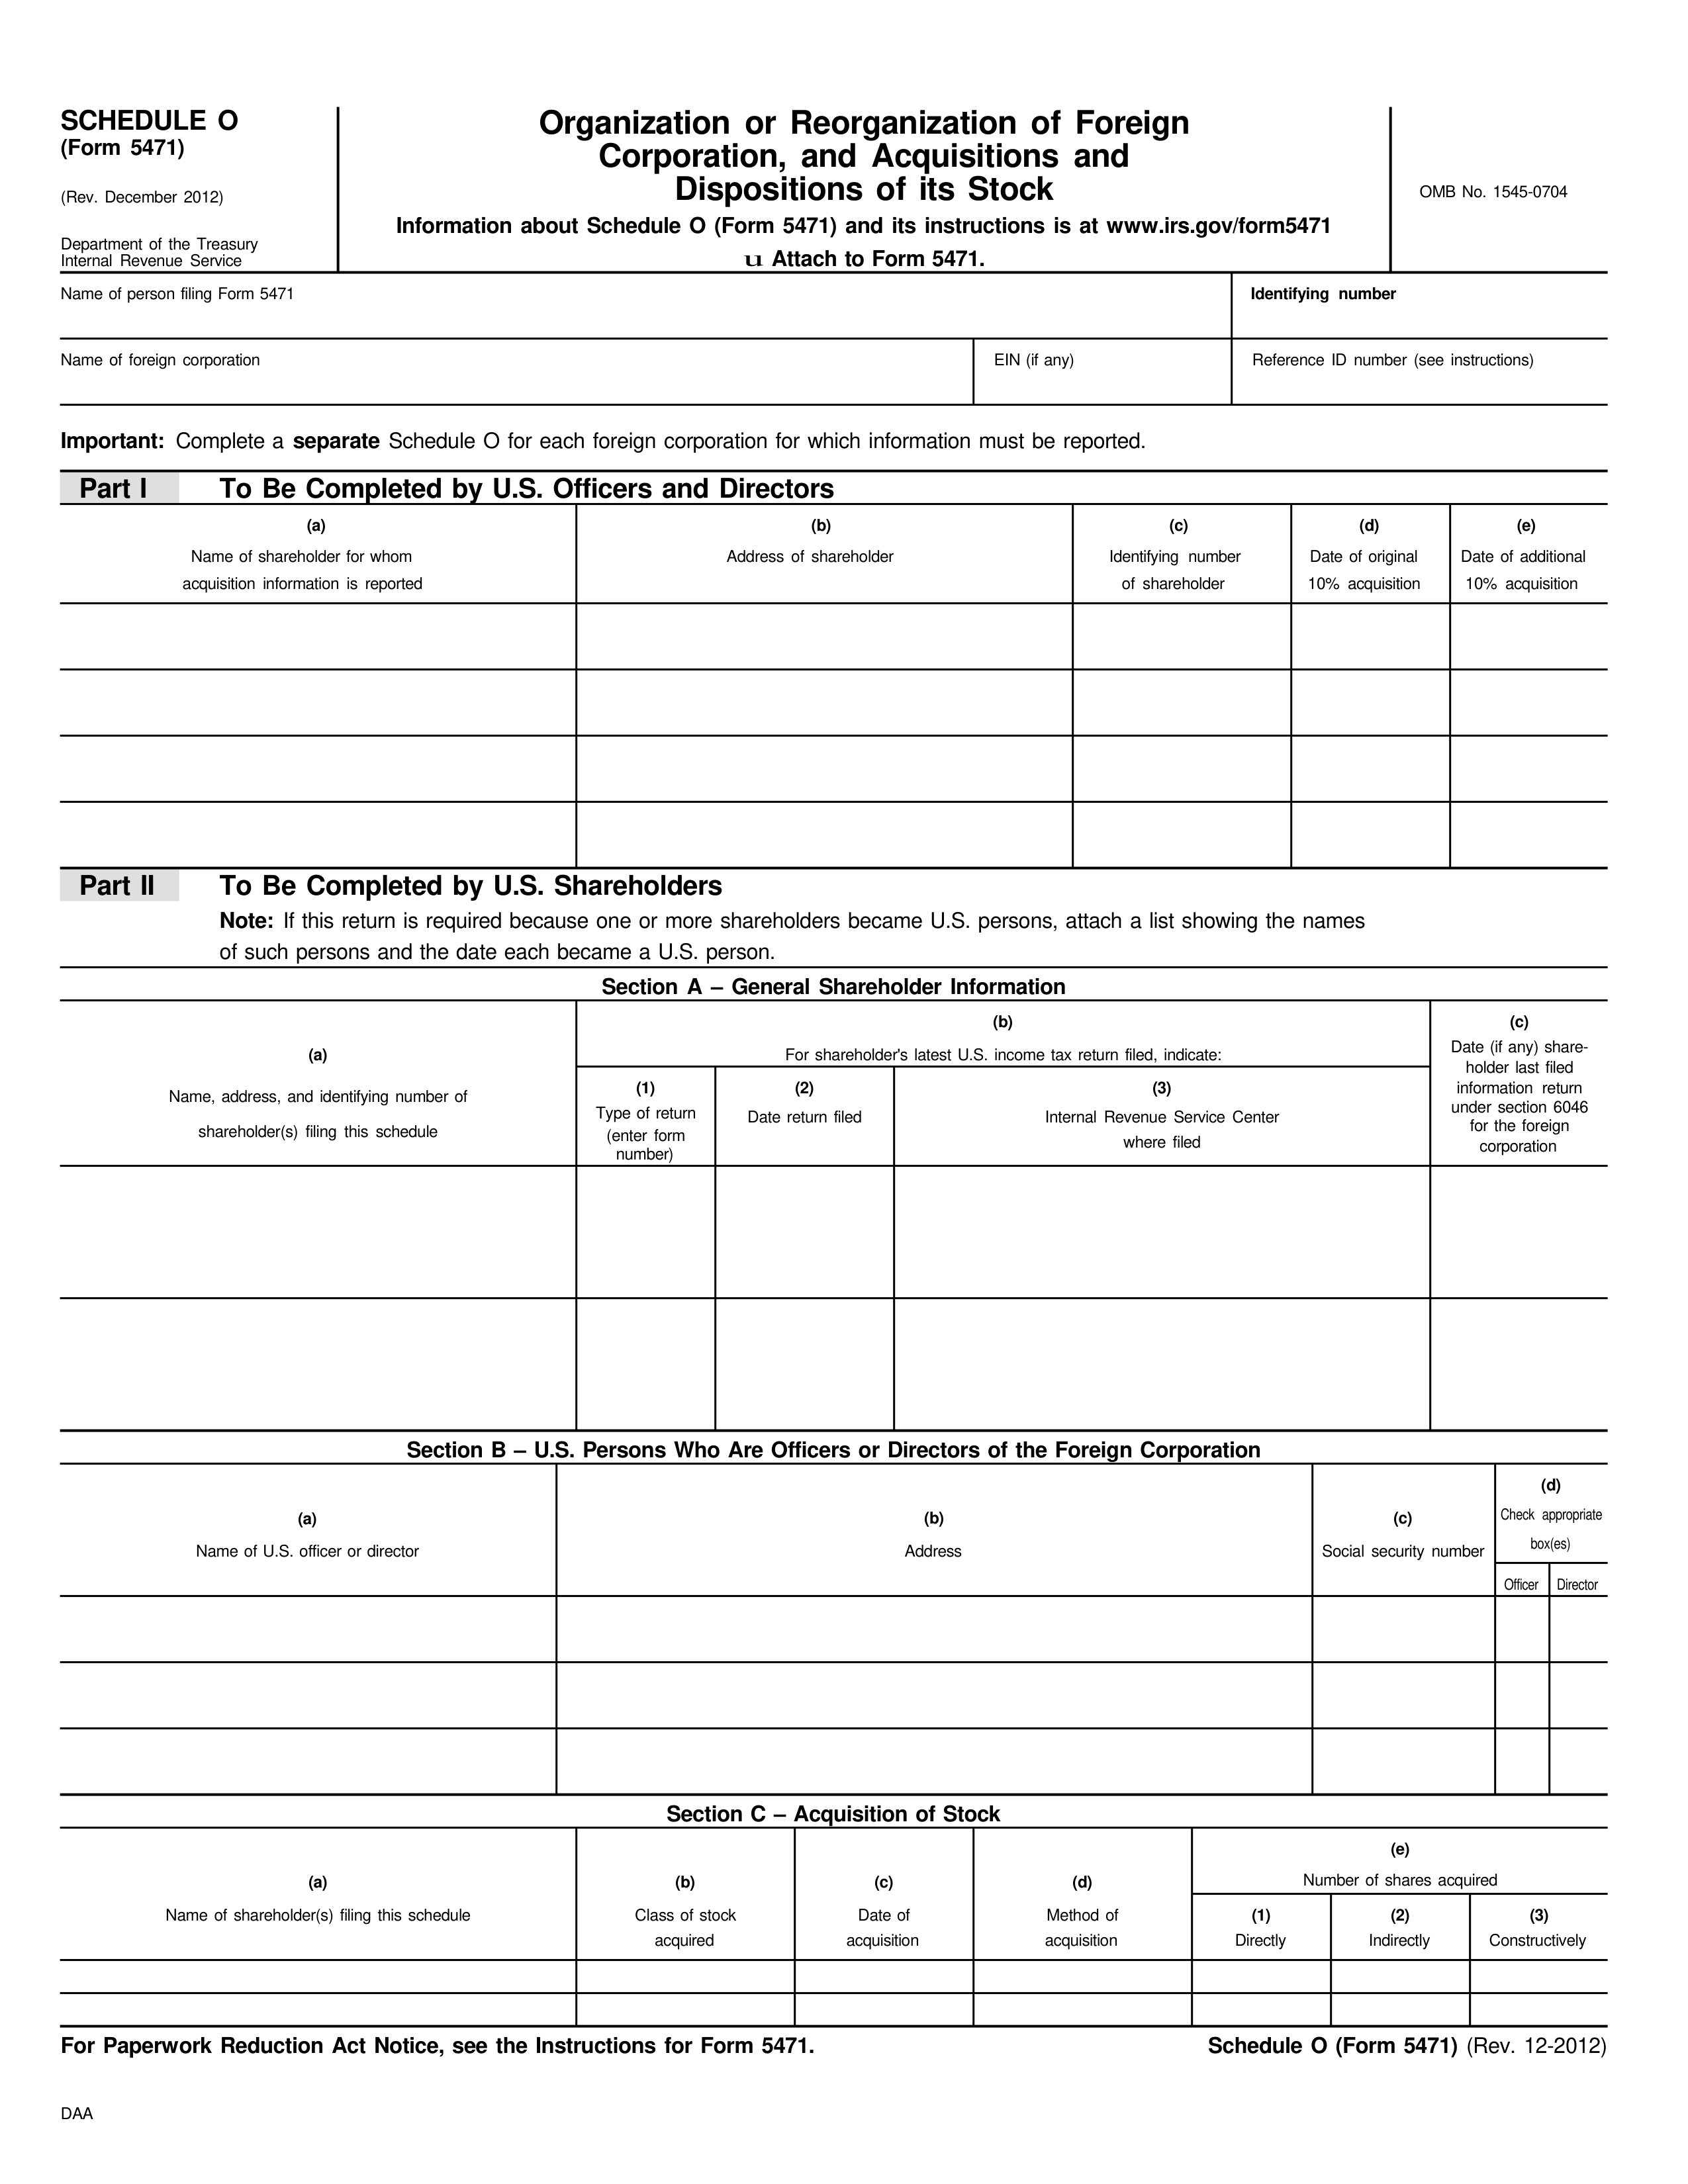 SCHEDULE O
(Form 5471)
(Rev. December 2012)
Department of the Treasury
Internal Revenue Service
Organization or Reorganization of Foreign
Corporation, and Acquisitions and
Dispositions of its Stock
Information about Schedule O (Form 5471) and its instructions is at www.irs.gov/form5471
u Attach to Form 5471.
OMB No. 1545-0704
Name of person filing Form 5471
Identifying number
Name of foreign corporation
EIN (if any)
Reference ID number (see instructions)
Important: Complete a separate Schedule O for each foreign corporation for which information must be reported.
Part I To Be Completed by U.S. Officers and Directors
(a)
Name of shareholder for whom
acquisition information is reported
(b)
Address of shareholder
(c)
Identifying number
of shareholder
(d)
Date of original
10% acquisition
(e)
Date of additional
10% acquisition
Part II To Be Completed by U.S. Shareholders
Note: If this return is required because one or more shareholders became U.S. persons, attach a list showing the names
of such persons and the date each became a U.S. person.
Section A – General Shareholder Information
(a)
Name, address, and identifying number of
shareholder(s) filing this schedule
(b)
For shareholder's latest U.S. income tax return filed, indicate:
(1)
Type of return
(enter form
number)
(2)
Date return filed
(3)
Internal Revenue Service Center
where filed
(c)
Date (if any) share-
holder last filed
information return
under section 6046
for the foreign
corporation
Section B – U.S. Persons Who Are Officers or Directors of the Foreign Corporation
(a)
Name of U.S. officer or director
(b)
Address
(c)
Social security number
(d)
Check appropriate
box(es)
Officer
Director
Section C – Acquisition of Stock
(a)
Name of shareholder(s) filing this schedule
(b)
Class of stock
acquired
(c)
Date of
acquisition
(d)
Method of
acquisition
(e)
Number of shares acquired
(1)
Directly
(2)
Indirectly
(3)
Constructively
For Paperwork Reduction Act Notice, see the Instructions for Form 5471.
Schedule O (Form 5471) (Rev. 12-2012)
DAA